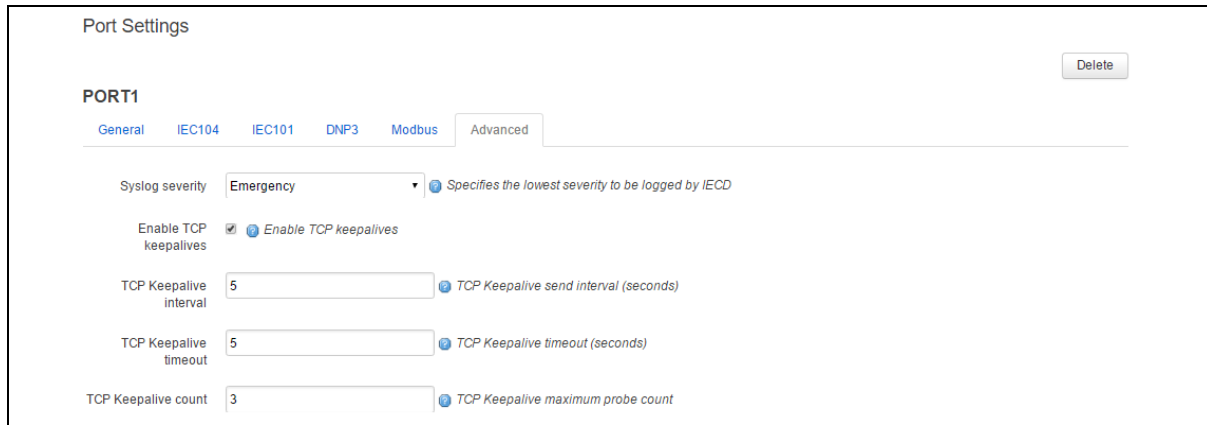 Port Settings
Delete
PORT1
General IEC104 IEC101 DNP3 Modbus Advanced
Syslog severity Emergency Specifies the lowest severity to be logged by IECD
Enable TCP
keepalives Enable TCP keepalives
TCP Keepalive
interval 5 TCP Keepalive send interval (seconds)
TCP Keepalive
timeout 5 TCP Keepalive timeout (seconds)
TCP Keepalive count 3 TCP Keepalive maximum probe count